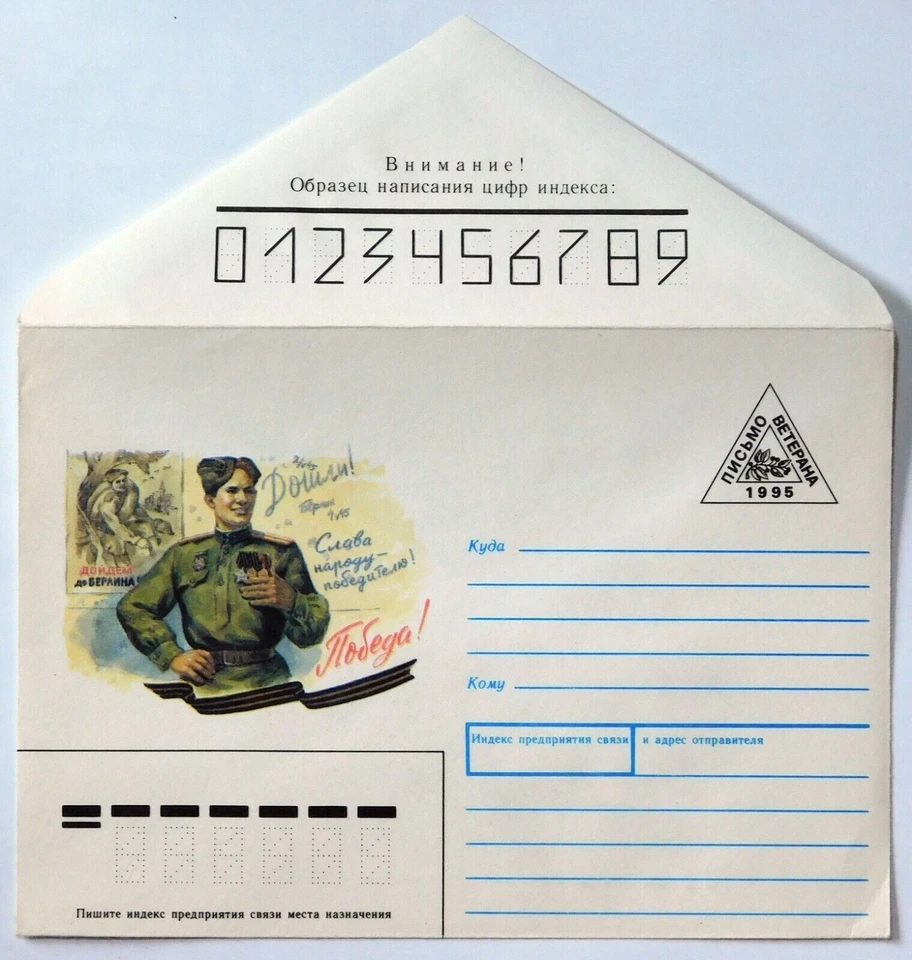 Внимание!
Образец написания цифр индекса:
0123456789
ПИСЬМО ВЕТЕРАНА
1995
Дошли!
Берлин
45
Слава
народу-
победителю!
ДОЙДЕМ
до БЕРЛИНА!
Победа!
Куда
Кому
Индекс предприятия связи
и адрес отправителя
Пишите индекс предприятия связи места назначения